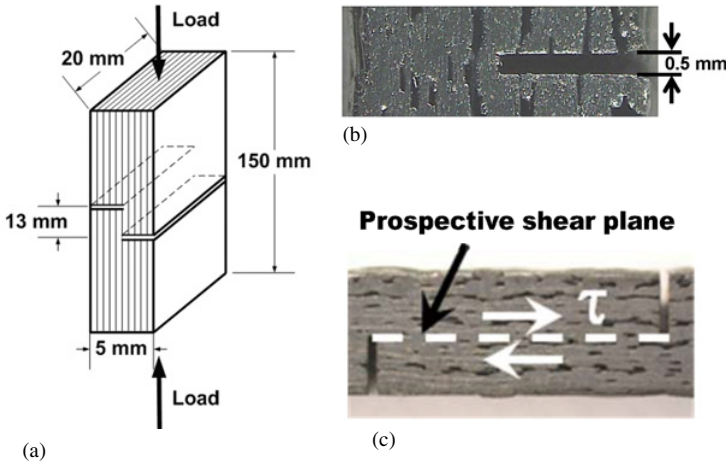 Load
20 mm
150 mm
13 mm
5 mm
Load
(a)
0.5 mm
(b)
Prospective shear plane
τ
(c)